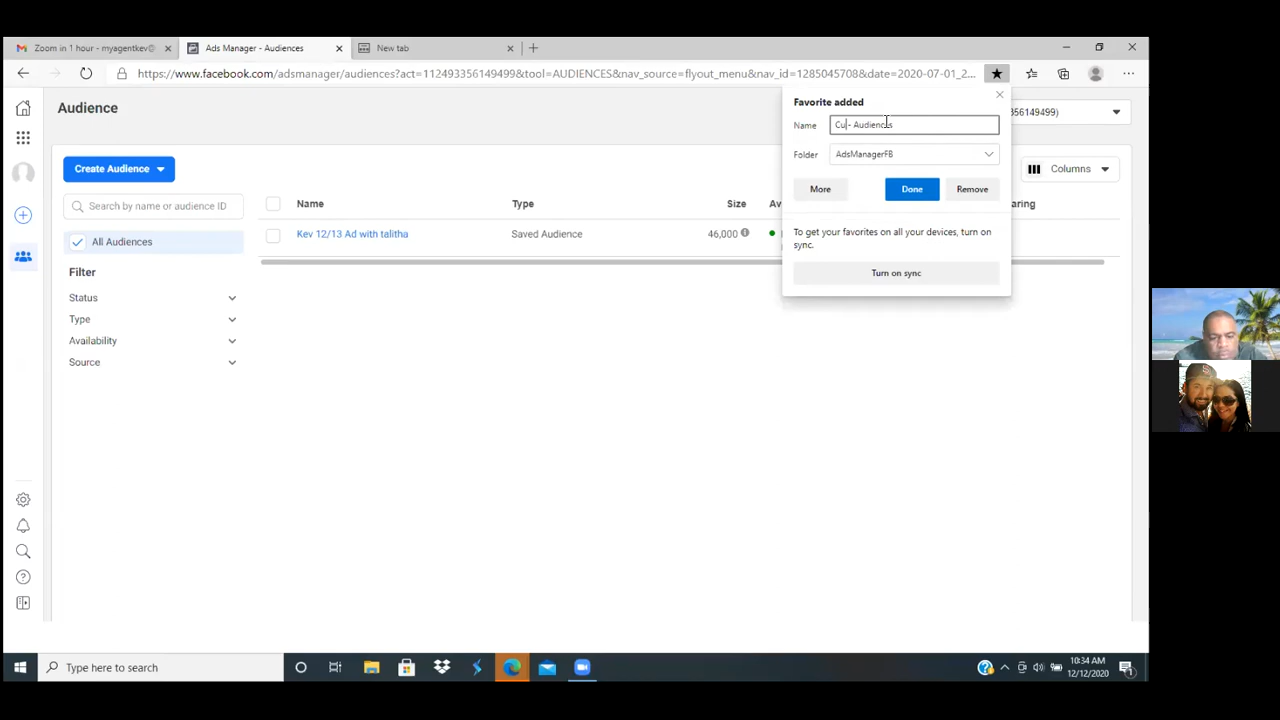 Zoom in 1 hour - myagentkev@
Ads Manager - Audiences
New tab
https://www.facebook.com/adsmanager/audiences?act=112493356149499&tool=AUDIENCES&nav_source=flyout_menu&nav_id=1285045708&date=2020-07-01_2...
Audience
356149499)
Favorite added
Name
Cu - Audiences
Folder
AdsManagerFB
More
Done
Remove
To get your favorites on all your devices, turn on
sync.
Turn on sync
Create Audience
Columns
Search by name or audience ID
Name
Type
Size
Av
aring
All Audiences
Kev 12/13 Ad with talitha
Saved Audience
46,000
Filter
Status
Type
Availability
Source
Type here to search
10:34 AM
12/12/2020
1